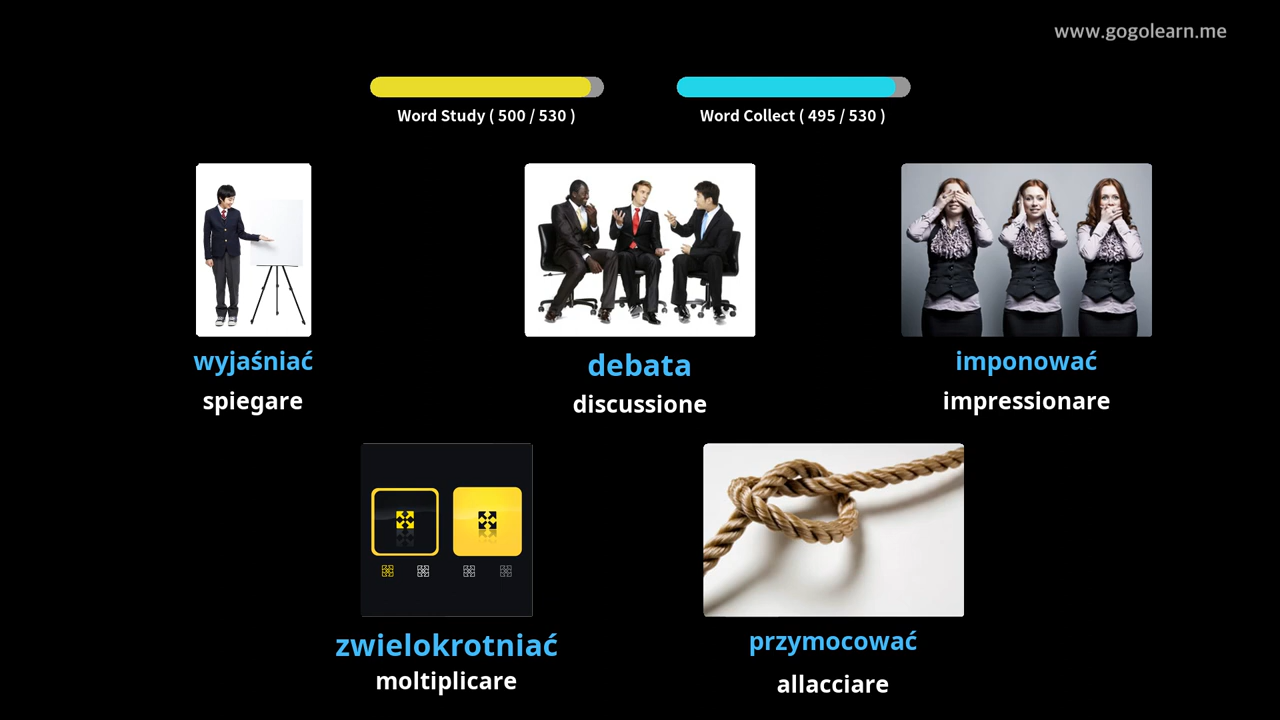 www.gogolearn.me
Word Study ( 500 / 530 )
Word Collect ( 495 / 530 )
wyjaśniać
spiegare
debata
discussione
imponować
impressionare
zwielokrotniać
moltiplicare
przymocować
allacciare